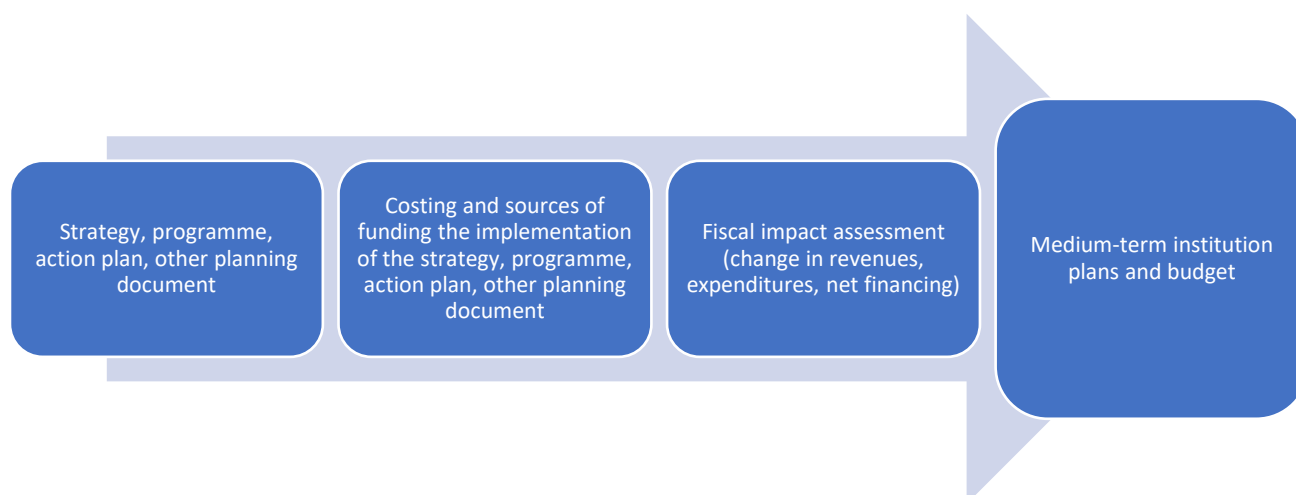 Strategy, programme,
action plan, other planning
document
Costing and sources of
funding the implementation
of the strategy, programme,
action plan, other planning
document
Fiscal impact assessment
(change in revenues,
expenditures, net financing)
Medium-term institution
plans and budget